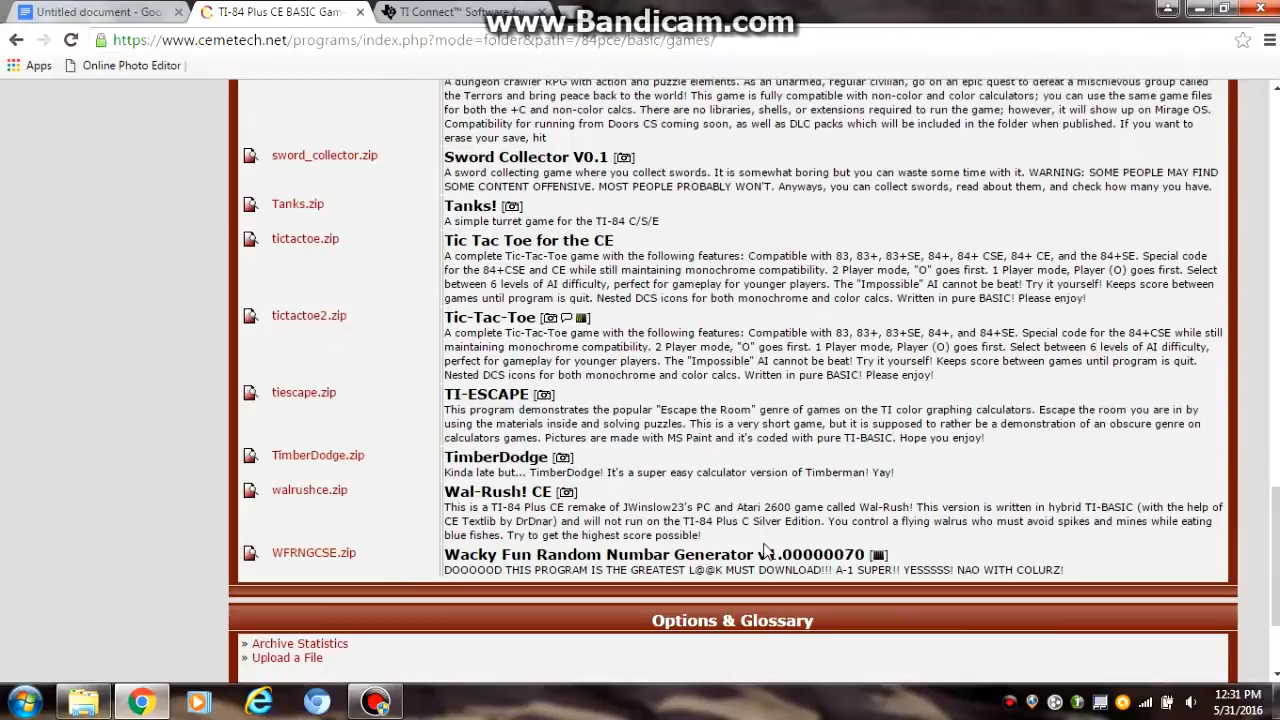 www.Bandicam.com
Untitled document - Goo
TI-84 Plus CE BASIC Gam
TI Connect™ Software fo
https://www.cemetech.net/programs/index.php?mode=folder&path=/84pce/basic/games/
Apps
Online Photo Editor |
A dungeon crawler RPG with action and puzzle elements. As an unarmed, regular civilian, go on an epic quest to defeat a mischievous group called
the Terrors and bring peace back to the world! This game is fully compatible with non-color and color calculators; you can use the same game files
for both the +C and non-color calcs. There are no libraries, shells, or extensions required to run the game; however, it will show up on Mirage OS.
Compatibility for running from Doors CS coming soon, as well as DLC packs which will be included in the folder when published. If you want to
erase your save, hit
sword_collector.zip
Sword Collector V0.1
A sword collecting game where you collect swords. It is somewhat boring but you can waste some time with it. WARNING: SOME PEOPLE MAY FIND
SOME CONTENT OFFENSIVE. MOST PEOPLE PROBABLY WON'T. Anyways, you can collect swords, read about them, and check how many you have.
Tanks.zip
Tanks!
A simple turret game for the TI-84 C/S/E
tictactoe.zip
Tic Tac Toe for the CE
A complete Tic-Tac-Toe game with the following features: Compatible with 83, 83+, 83+SE, 84+, 84+ CSE, 84+ CE, and the 84+SE. Special code
for the 84+CSE and CE while still maintaining monochrome compatibility. 2 Player mode, "O" goes first. 1 Player mode, Player (O) goes first. Select
between 6 levels of AI difficulty, perfect for gameplay for younger players. The "Impossible" AI cannot be beat! Try it yourself! Keeps score between
games until program is quit. Nested DCS icons for both monochrome and color calcs. Written in pure BASIC! Please enjoy!
tictactoe2.zip
Tic-Tac-Toe
A complete Tic-Tac-Toe game with the following features: Compatible with 83, 83+, 83+SE, 84+, and 84+SE. Special code for the 84+CSE while still
maintaining monochrome compatibility. 2 Player mode, "O" goes first. 1 Player mode, Player (O) goes first. Select between 6 levels of AI difficulty,
perfect for gameplay for younger players. The "Impossible" AI cannot be beat! Try it yourself! Keeps score between games until program is quit.
Nested DCS icons for both monochrome and color calcs. Written in pure BASIC! Please enjoy!
tiescape.zip
TI-ESCAPE
This program demonstrates the popular "Escape the Room" genre of games on the TI color graphing calculators. Escape the room you are in by
using the materials inside and solving puzzles. This is a very short game, but it is supposed to rather be a demonstration of an obscure genre on
calculators games. Pictures are made with MS Paint and it's coded with pure TI-BASIC. Hope you enjoy!
TimberDodge.zip
TimberDodge
Kinda late but... TimberDodge! It's a super easy calculator version of Timberman! Yay!
walrushce.zip
Wal-Rush! CE
This is a TI-84 Plus CE remake of JWinslow23's PC and Atari 2600 game called Wal-Rush! This version is written in hybrid TI-BASIC (with the help of
CE Textlib by DrDnar) and will not run on the TI-84 Plus C Silver Edition. You control a flying walrus who must avoid spikes and mines while eating
blue fishes. Try to get the highest score possible!
WFRNGCSE.zip
Wacky Fun Random Numbar Generator v1.00000070
DOOOOOD THIS PROGRAM IS THE GREATEST L@@K MUST DOWNLOAD!!! A-1 SUPER!! YESSSSS! NAO WITH COLURZ!
Options & Glossary
» Archive Statistics
» Upload a File
12:31 PM
5/31/2016